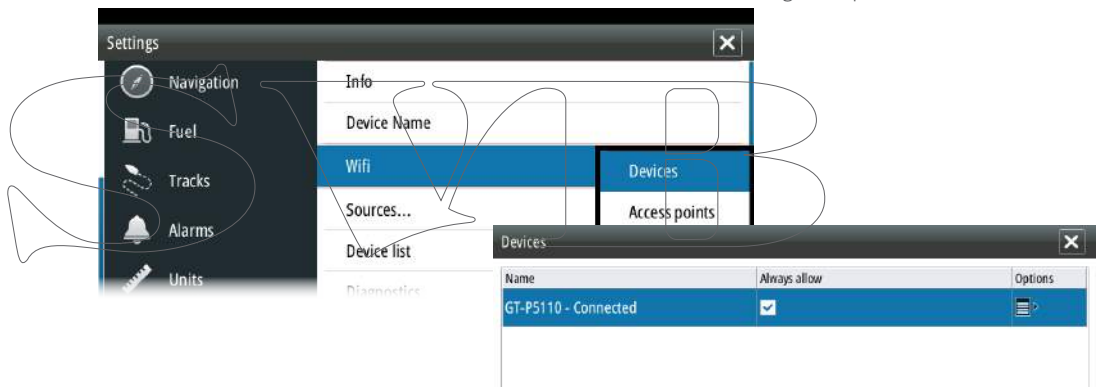 Settings
Navigation
Fuel
Tracks
Alarms
Units
Info
Device Name
Wifi
Sources...
Device list
Diagnostics
Devices
Access points
Devices
Name Always allow Options
GT-P5110 - Connected